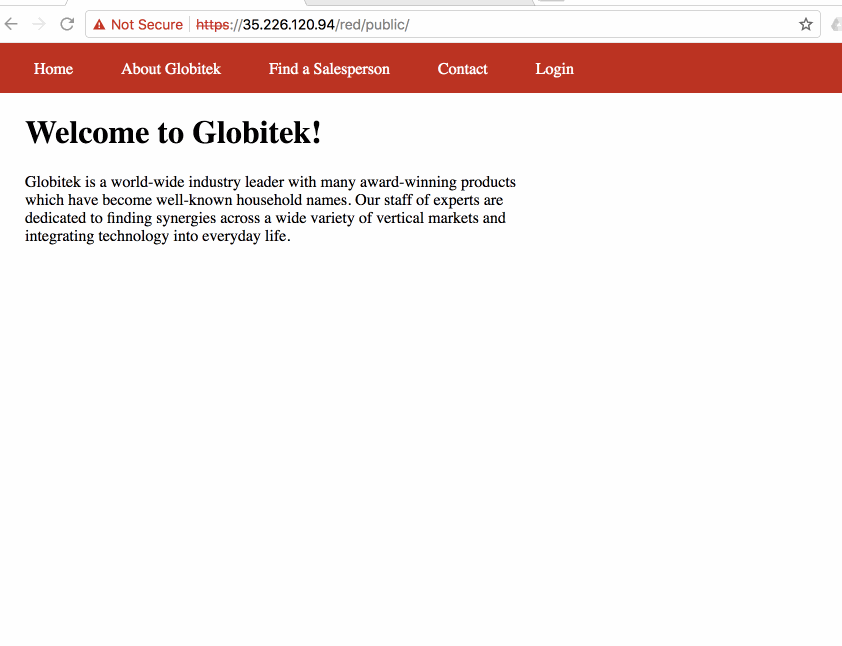 Not Secure https://35.226.120.94/red/public/
Home About Globitek Find a Salesperson Contact Login
Welcome to Globitek!
Globitek is a world-wide industry leader with many award-winning products
which have become well-known household names. Our staff of experts are
dedicated to finding synergies across a wide variety of vertical markets and
integrating technology into everyday life.